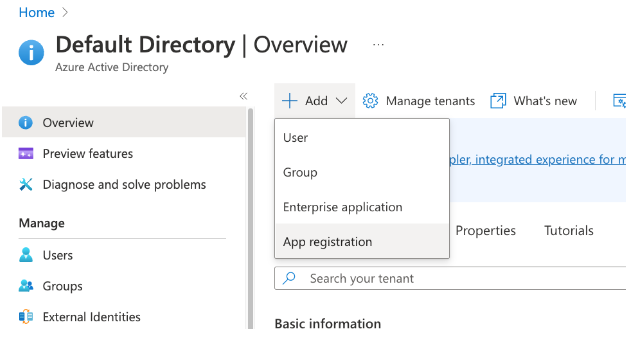 Home
Default Directory | Overview ...
Azure Active Directory
Add
Manage tenants
What's new
Overview
User
Preview features
integrated experience for
Group
Diagnose and solve problems
Enterprise application
Manage
App registration
Properties
Tutorials
Users
Groups
Search your tenant
External Identities
Basic information